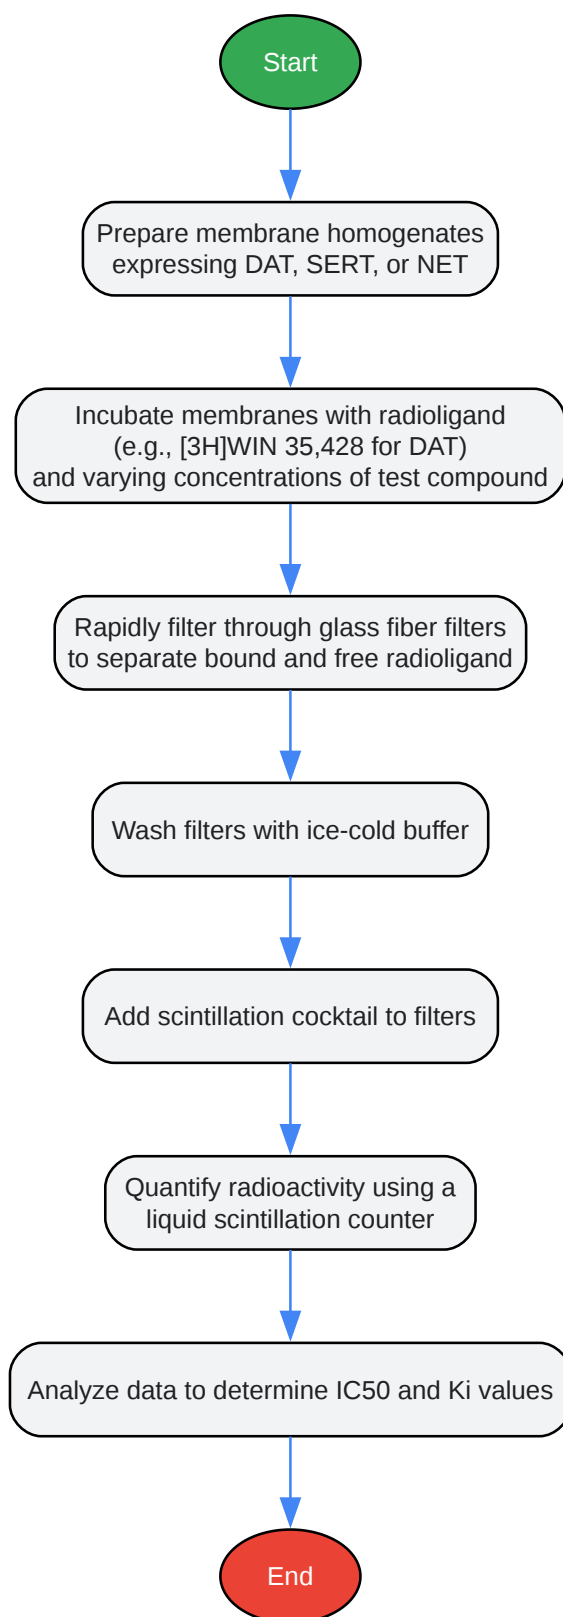 Start
Prepare membrane homogenates
expressing DAT, SERT, or NET
Incubate membranes with radioligand
(e.g., [3H]WIN 35,428 for DAT)
and varying concentrations of test compound
Rapidly filter through glass fiber filters
to separate bound and free radioligand
Wash filters with ice-cold buffer
Add scintillation cocktail to filters
Quantify radioactivity using a
liquid scintillation counter
Analyze data to determine IC50 and Ki values
End